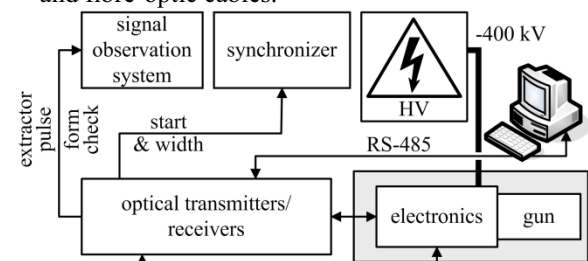 and fibre-optic cables.
signal
observation
system
synchronizer
-400 kV
HV
extractor
pulse
form
check
start
& width
RS-485
optical transmitters/
receivers
electronics
gun